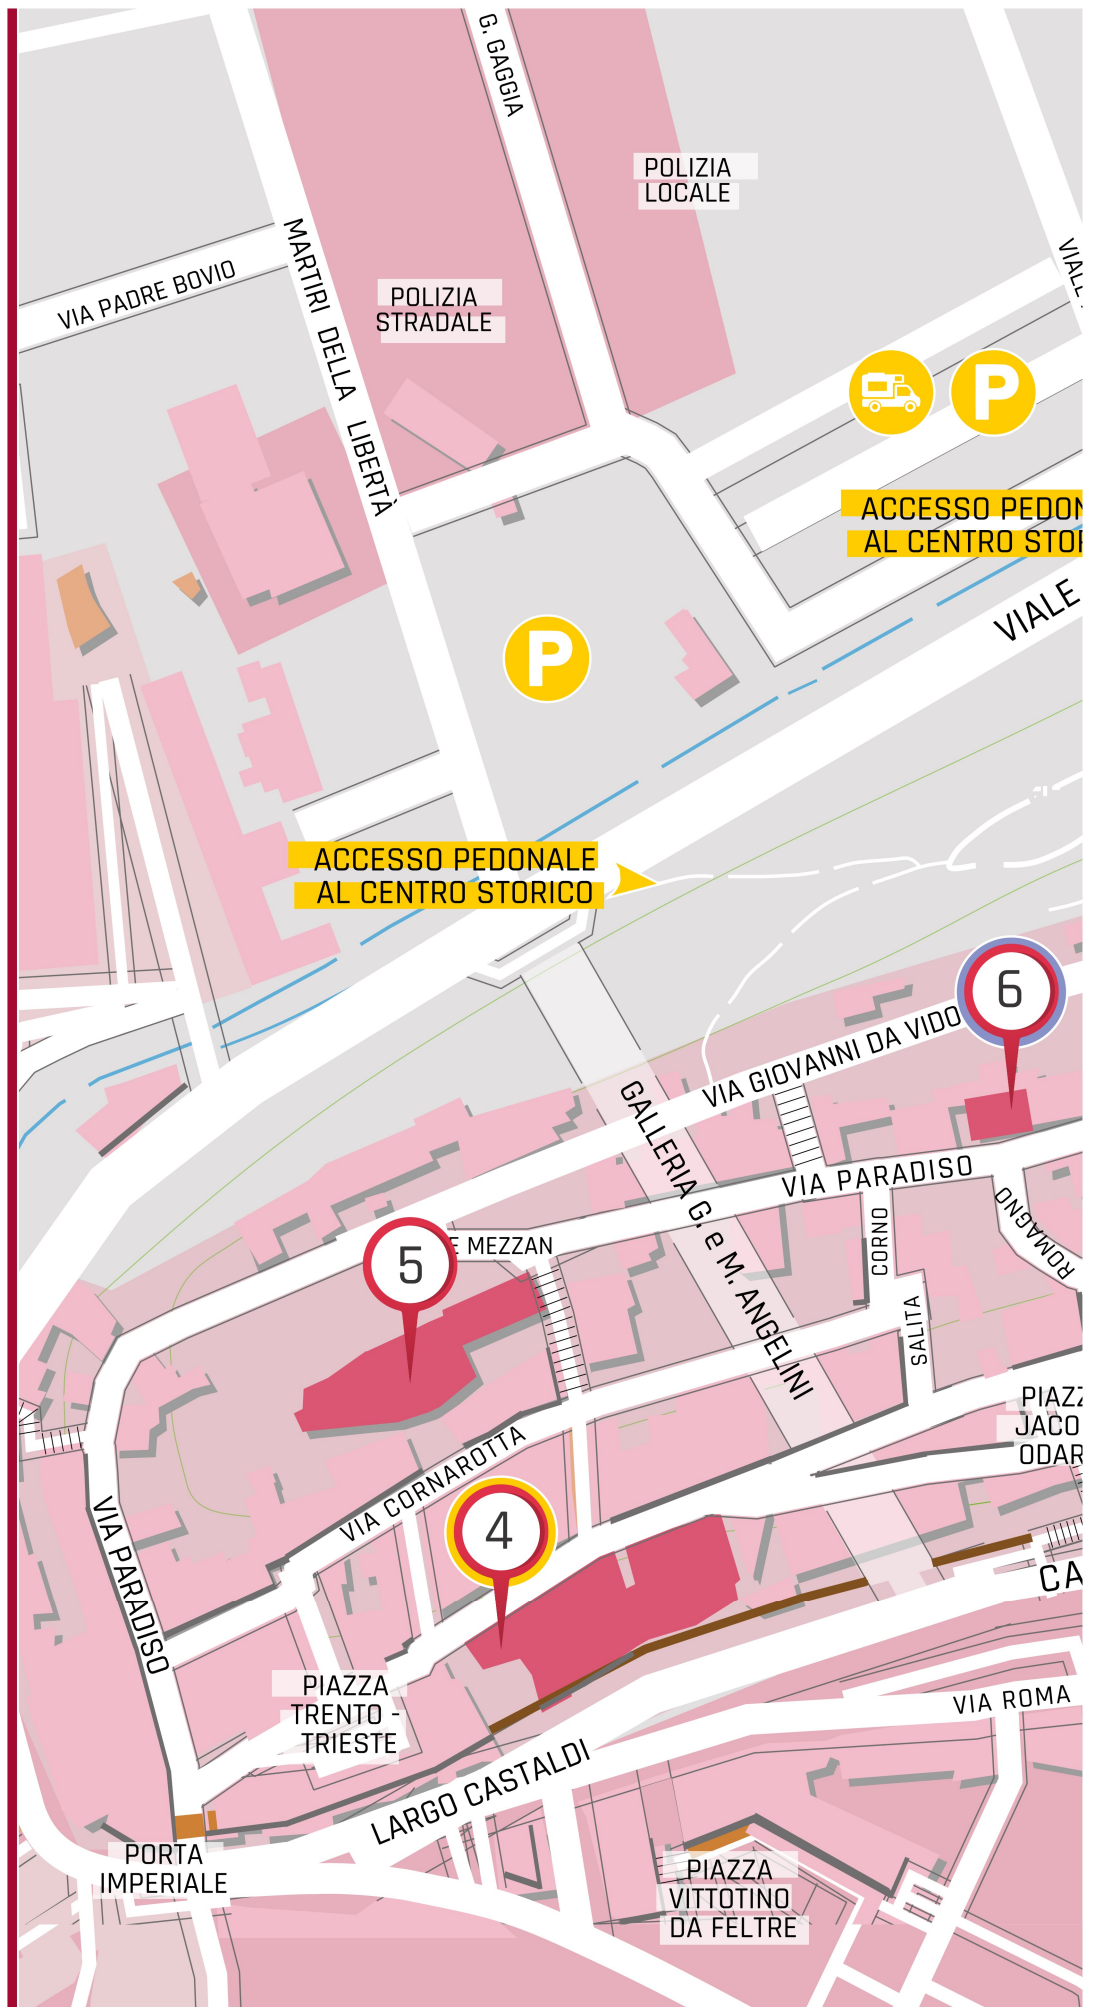 G. GAGGIA
POLIZIA
LOCALE
MARTIRI DELLA LIBERTÀ
VIA PADRE BOVIO
POLIZIA
STRADALE
VIALE
P
ACCESSO PEDON
AL CENTRO STOR
VIALE
P
ACCESSO PEDONALE
AL CENTRO STORICO
6
VIA GIOVANNI DA VIDO
GALLERIA G. e M. ANGELINI
VIA PARADISO
ROMAGNO
CORNO
SALITA
5
E MEZZAN
PIAZZ
JACO
ODAR
VIA CORNAROTTA
4
VIA PARADISO
CA
PIAZZA
TRENTO -
TRIESTE
VIA ROMA
LARGO CASTALDI
PORTA
IMPERIALE
PIAZZA
VITTOTINO
DA FELTRE